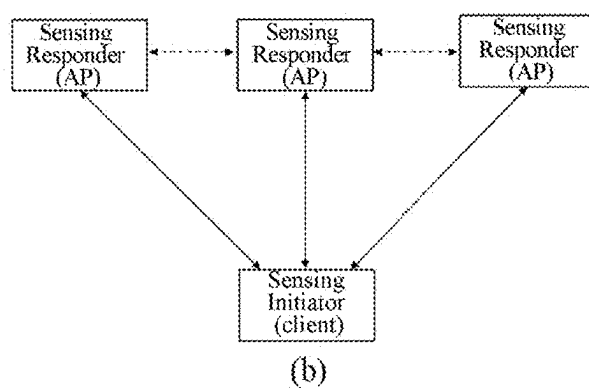 Sensing
Responder
(AP)
Sensing
Responder
(AP)
Sensing
Responder
(AP)
Sensing
Initiator
(client)
(b)